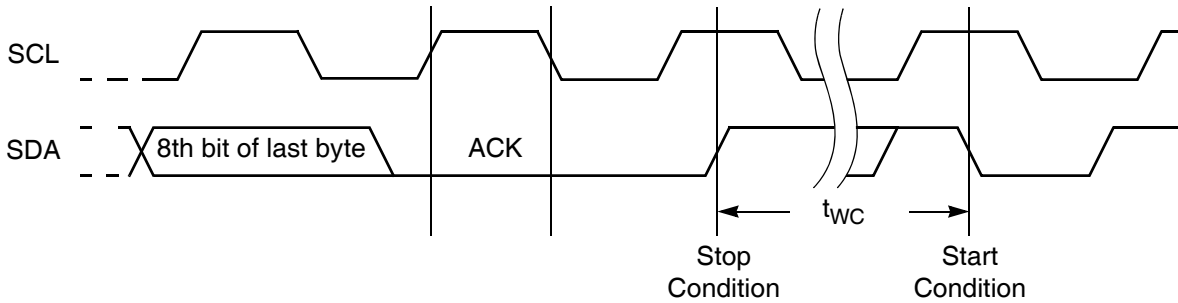 SCL
SDA
8th bit of last byte
ACK
tWC
Stop
Condition
Start
Condition